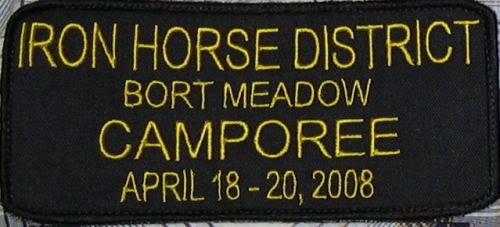 IRON HORSE DISTRICT
BORT MEADOW
CAMPOREE
APRIL 18 - 20, 2008